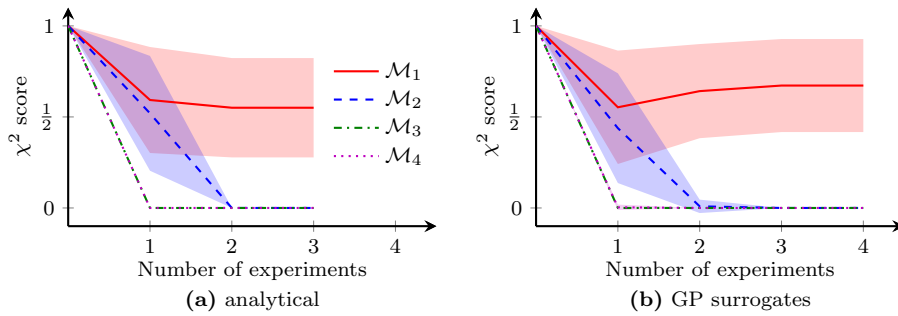 1
1/2
0
χ² score
M₁
M₂
M₃
M₄
1 2 3 4
Number of experiments
(a) analytical
1
1/2
0
χ² score
1 2 3 4
Number of experiments
(b) GP surrogates